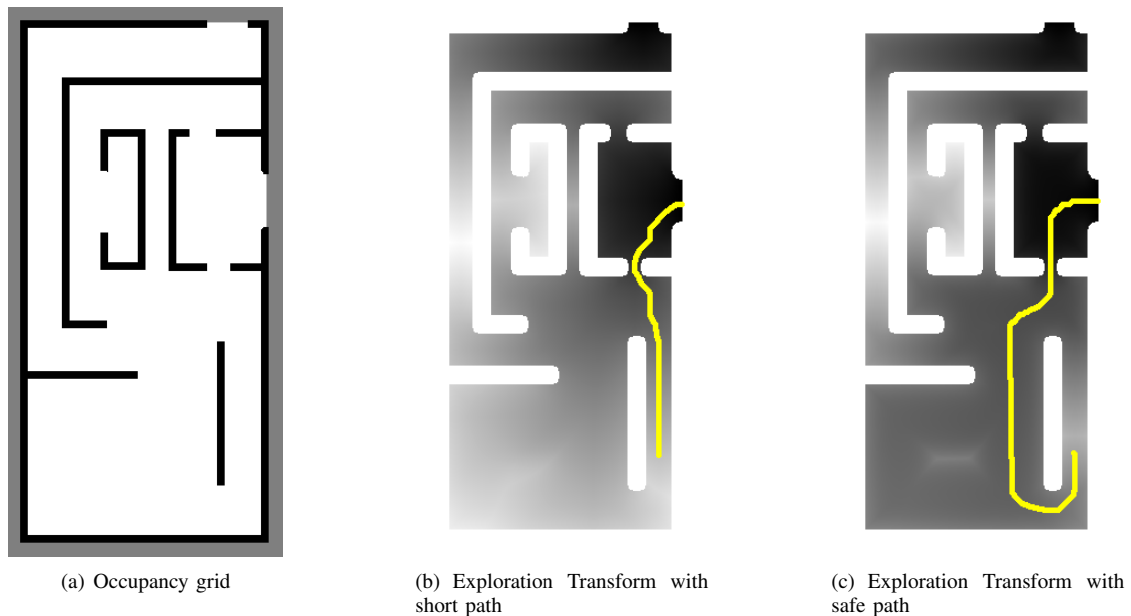 (a) Occupancy grid
(b) Exploration Transform with
short path
(c) Exploration Transform with
safe path